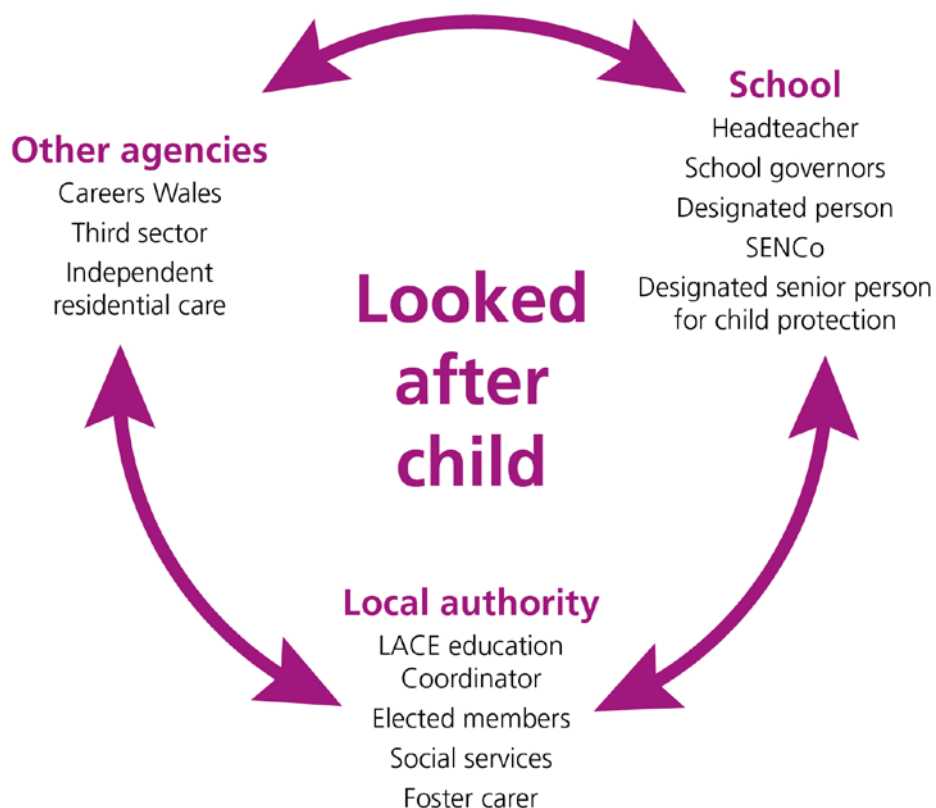 Other agencies
Careers Wales
Third sector
Independent
residential care
School
Headteacher
School governors
Designated person
SENCo
Designated senior person
for child protection
Looked
after
child
Local authority
LACE education
Coordinator
Elected members
Social services
Foster carer